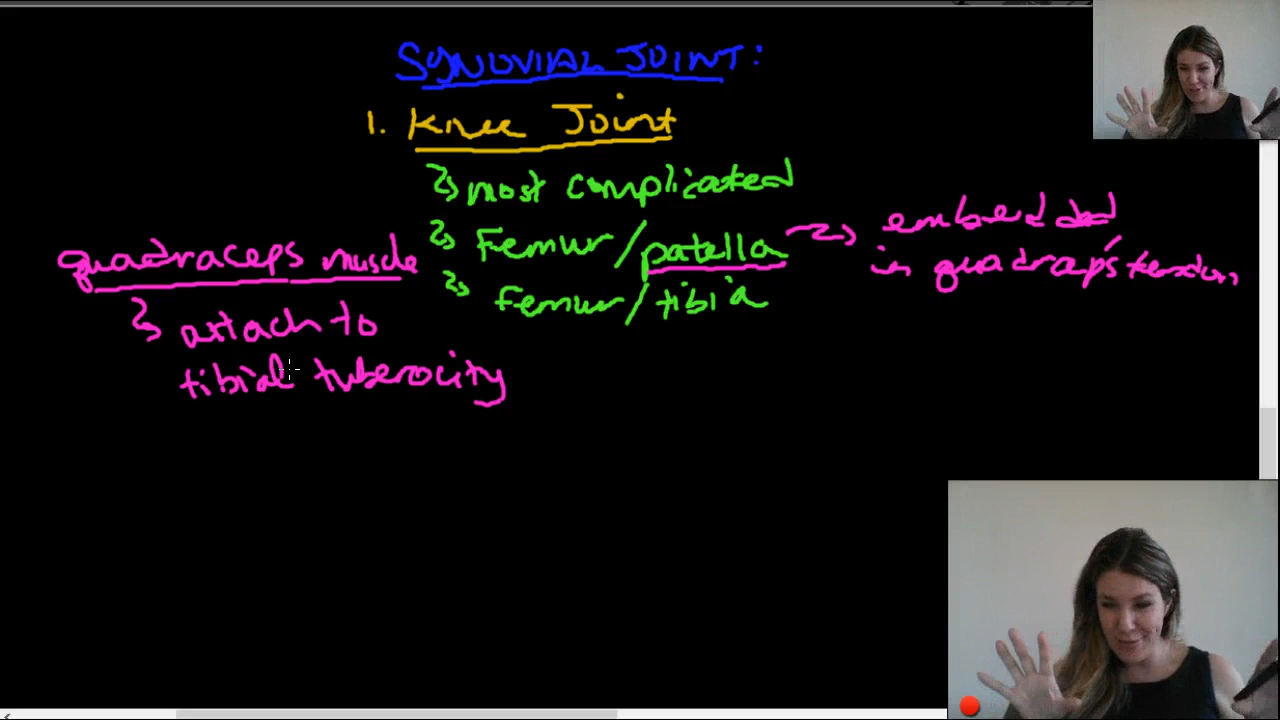 SYNOVIAL JOINT:
1. Knee Joint
most complicated
Femur/patella
embedded
in quadrap's tendon
Femur/tibia
quadraceps muscle
attach to
tibial tuberocity